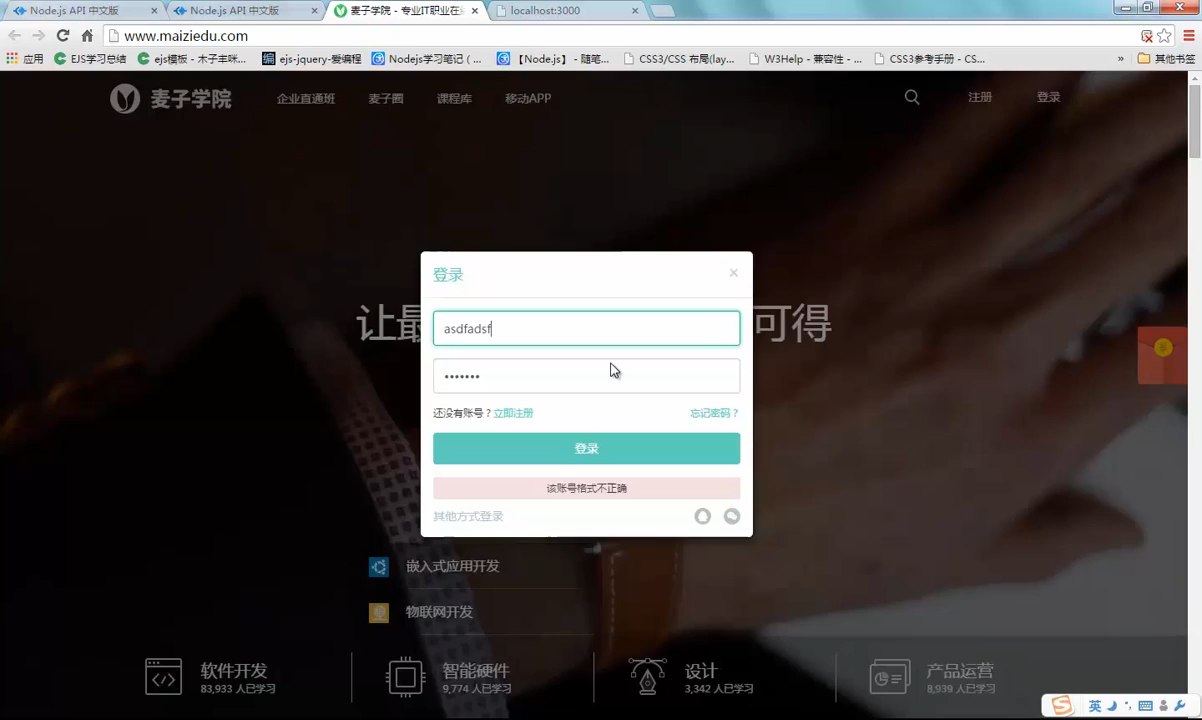 Node.js API 中文版
Node.js API 中文版
麦子学院 - 专业IT职业在
localhost:3000
www.maiziedu.com
应用
EJS学习总结
ejs模板 - 木子丰咪...
ejs-jquery-爱编程
Nodejs学习笔记（...
【Node.js】 - 随笔...
CSS3/CSS 布局(lay...
W3Help - 兼容性 - ...
CSS3参考手册 - CS...
»
其他书签
麦子学院
企业直通班
麦子圈
课程库
移动APP
注册
登录
让最
可得
登录
×
asdfadsf
•••••••
还没有账号？立即注册
忘记密码？
登录
该账号格式不正确
其他方式登录
嵌入式应用开发
物联网开发
软件开发
83,933 人已学习
智能硬件
9,774 人已学习
设计
3,342 人已学习
产品运营
8,939 人已学习
英